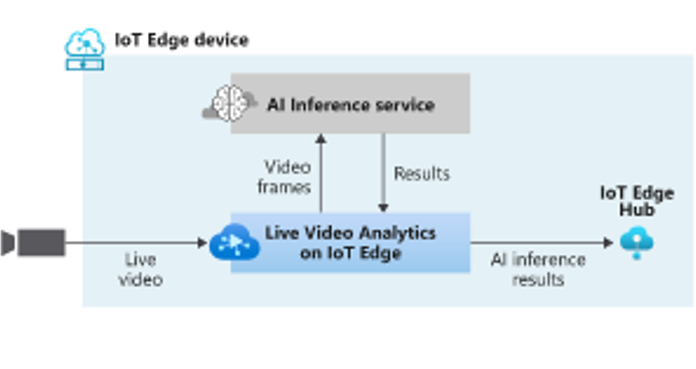 IoT Edge device
AI Inference service
Video
frames
Results
IoT Edge
Hub
Live Video Analytics
on IoT Edge
Live
video
AI inference
results